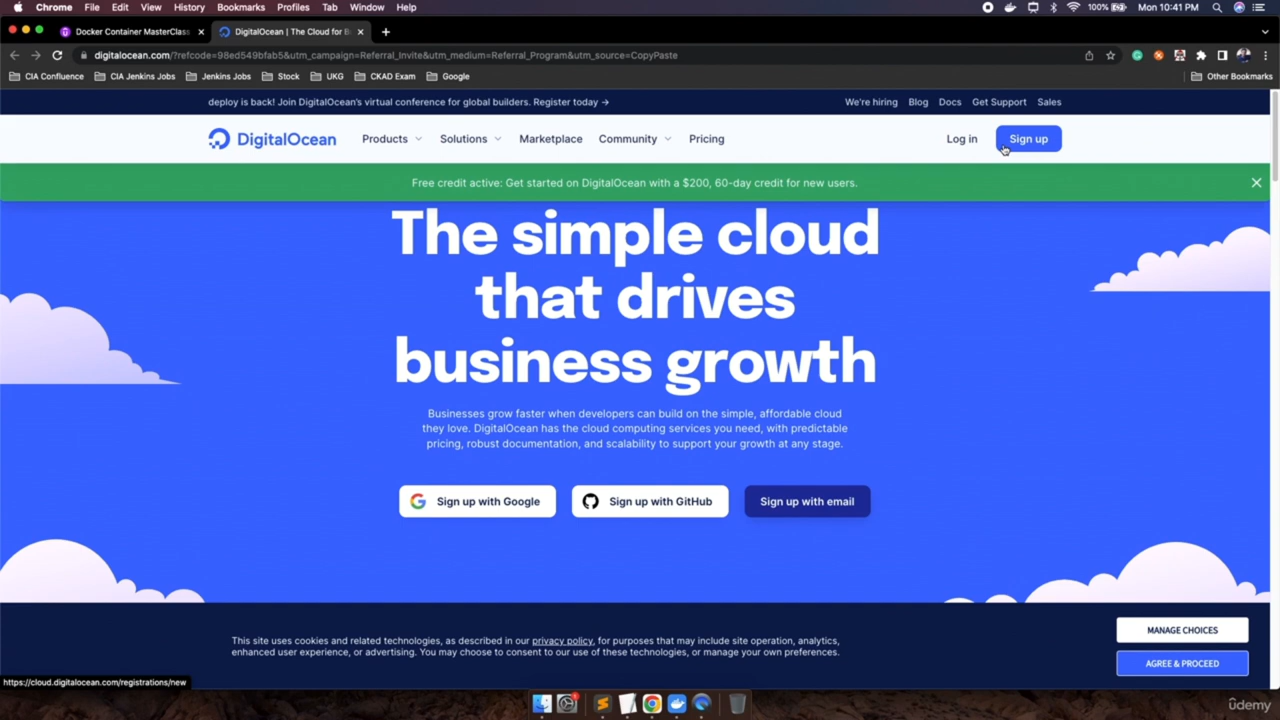 Chrome File Edit View History Bookmarks Profiles Tab Window Help 100% Mon 10:41 PM
Docker Container MasterClass DigitalOcean | The Cloud for B
digitalocean.com/?refcode=98ed549bfab5&utm_campaign=Referral_Invite&utm_medium=Referral_Program&utm_source=CopyPaste
CIA Confluence CIA Jenkins Jobs Jenkins Jobs Stock UKG CKAD Exam Google Other Bookmarks
deploy is back! Join DigitalOcean's virtual conference for global builders. Register today → We're hiring Blog Docs Get Support Sales
DigitalOcean Products Solutions Marketplace Community Pricing Log in Sign up
Free credit active: Get started on DigitalOcean with a $200, 60-day credit for new users.
The simple cloud
that drives
business growth
Businesses grow faster when developers can build on the simple, affordable cloud
they love. DigitalOcean has the cloud computing services you need, with predictable
pricing, robust documentation, and scalability to support your growth at any stage.
Sign up with Google Sign up with GitHub Sign up with email
This site uses cookies and related technologies, as described in our privacy policy, for purposes that may include site operation, analytics,
enhanced user experience, or advertising. You may choose to consent to our use of these technologies, or manage your own preferences.
MANAGE CHOICES
AGREE & PROCEED
https://cloud.digitalocean.com/registrations/new
ûdemy